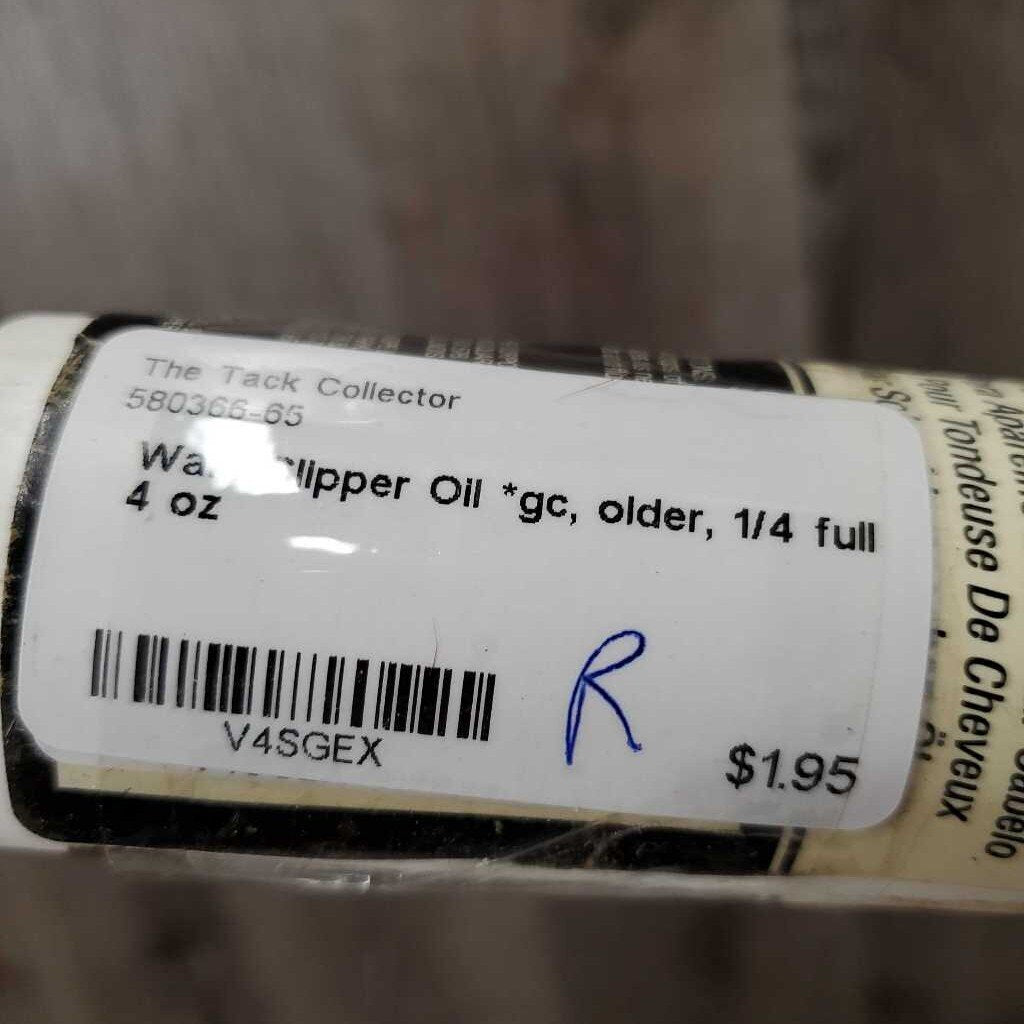 The Tack Collector
580366-65
Clipper Oil *gc, older, 1/4 full
4 oz
R
V4SGEX
$1.95
Tondeuse De Cheveux